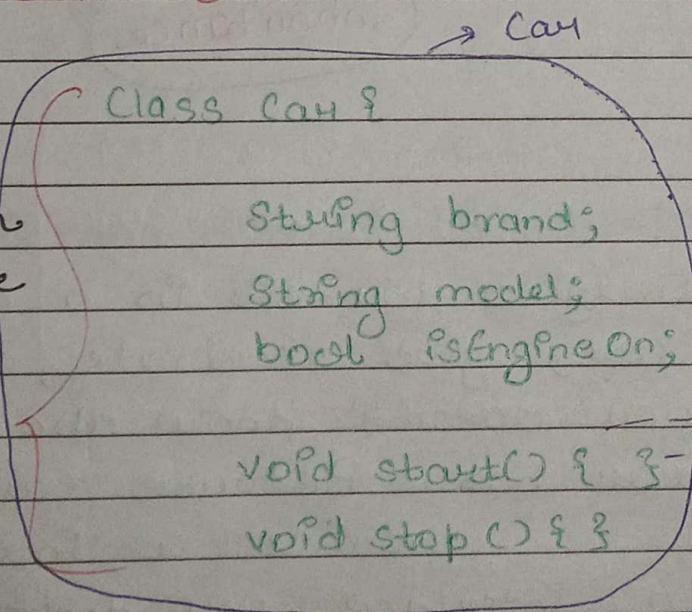 Car
Class Car {
String brand;
String model;
bool isEngineOn;
void start() { }
void stop() { }